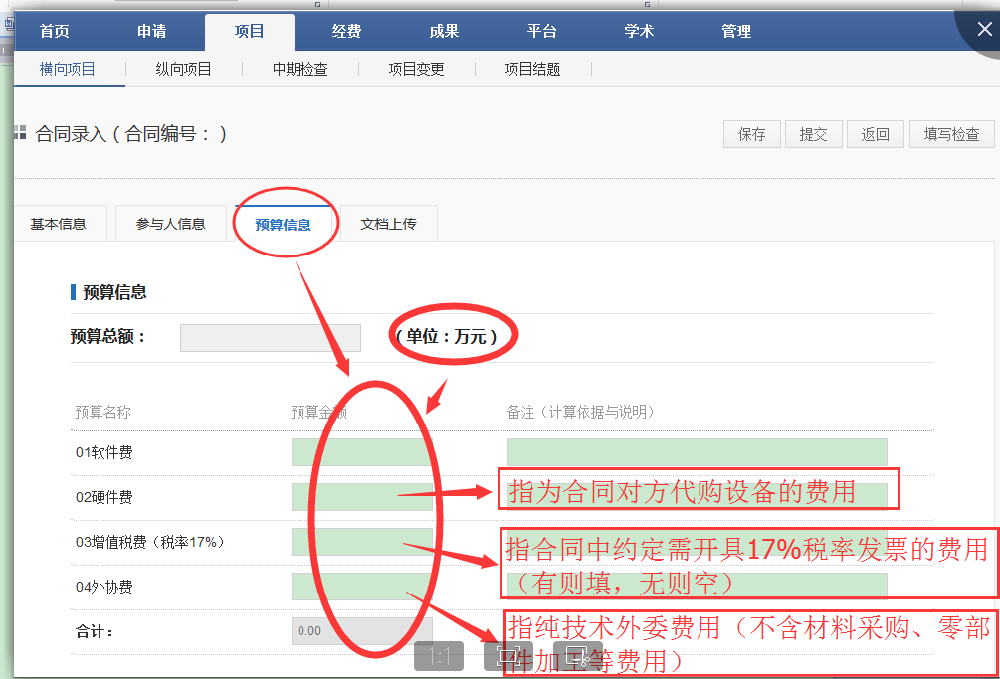 首页 申请 项目 经费 成果 平台 学术 管理
横向项目 纵向项目 中期检查 项目变更 项目结题
合同录入（合同编号：）
保存 提交 返回 填写检查
基本信息 参与人信息 预算信息 文档上传
预算信息
预算总额： （单位：万元）
预算名称 预算金额 备注（计算依据与说明）
01软件费
02硬件费 指为合同对方代购设备的费用
03增值税费（税率17%） 指合同中约定需开具17%税率发票的费用
（有则填，无则空）
04外协费
合计： 0.00 指纯技术外委费用（不含材料采购、零部
件加工等费用）
1:1